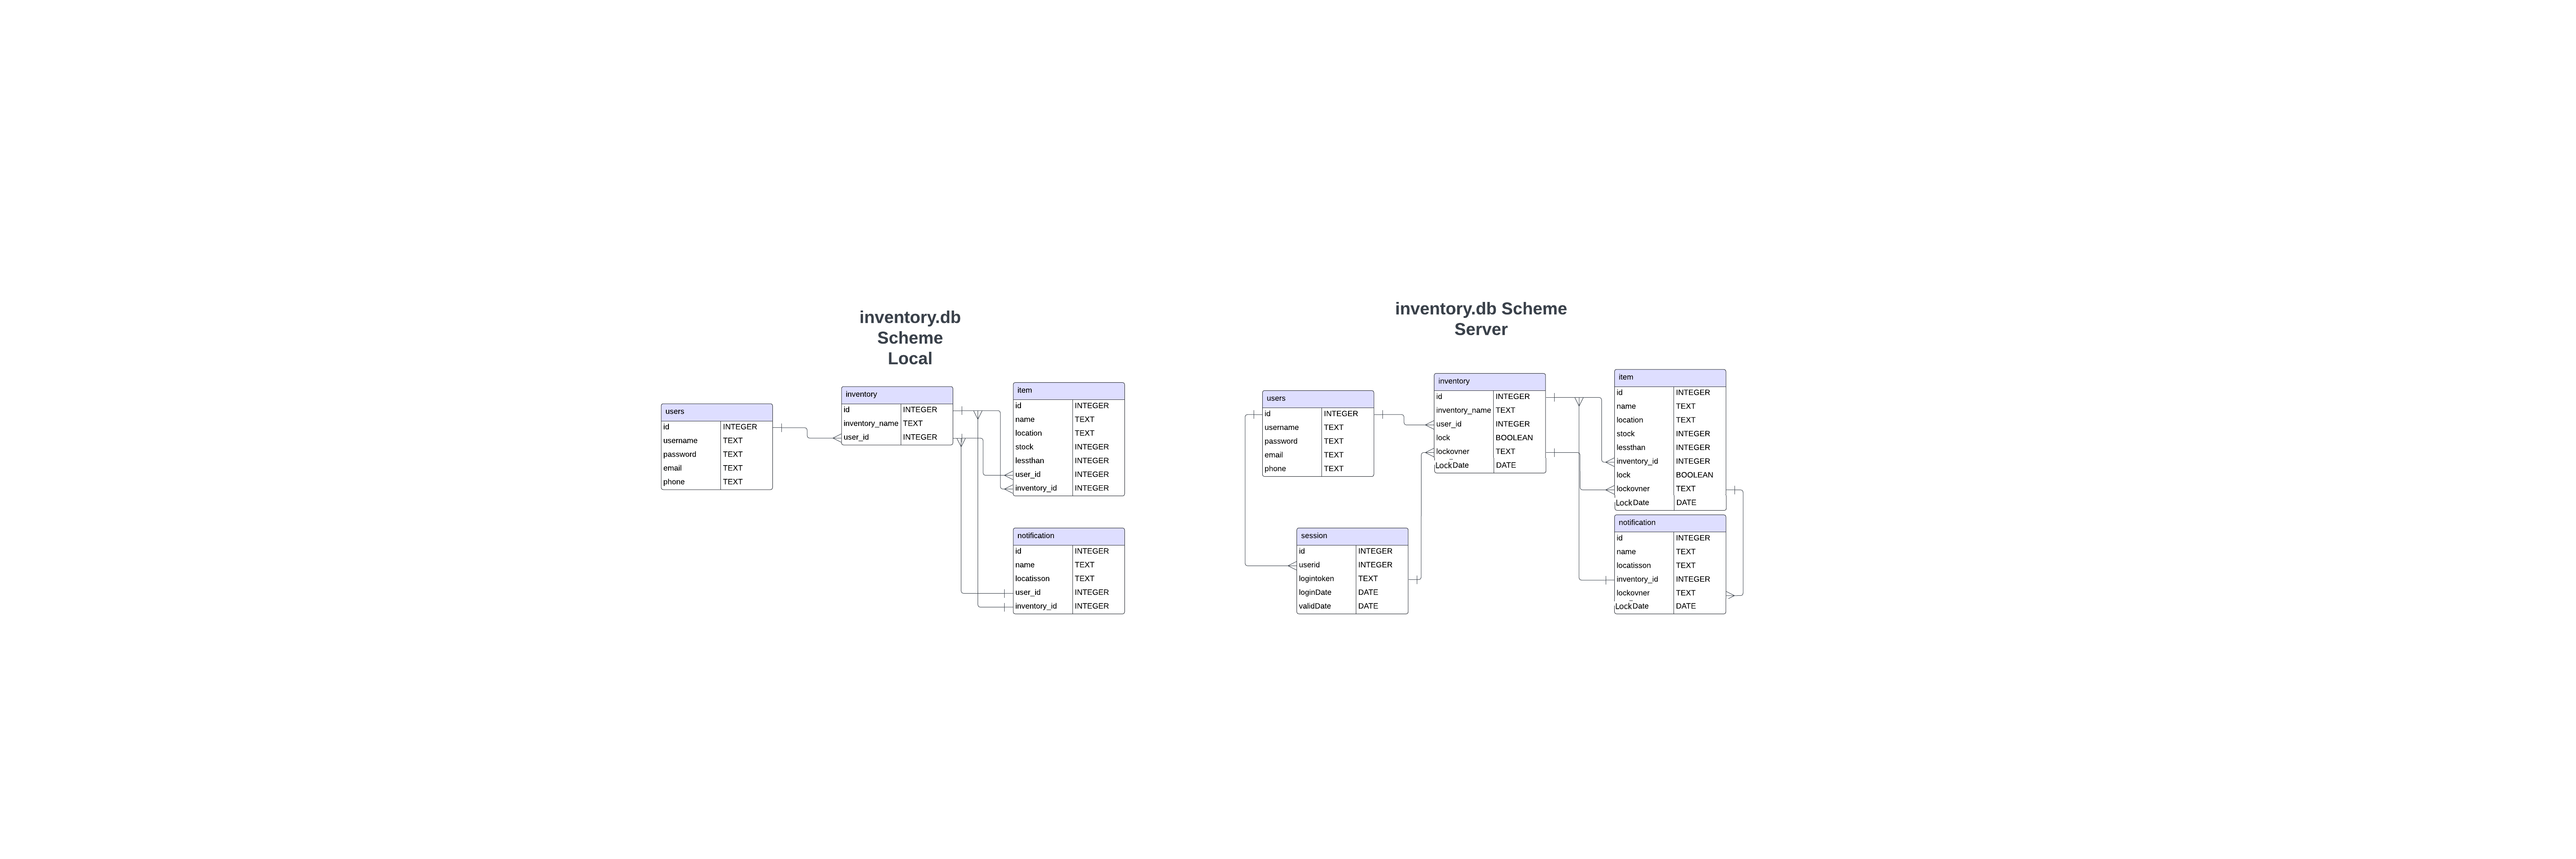 inventory.db
Scheme
Local
users
id INTEGER
username TEXT
password TEXT
email TEXT
phone TEXT
inventory
id INTEGER
inventory_name TEXT
user_id INTEGER
item
id INTEGER
name TEXT
location TEXT
stock INTEGER
lessthan INTEGER
user_id INTEGER
inventory_id INTEGER
notification
id INTEGER
name TEXT
locatisson TEXT
user_id INTEGER
inventory_id INTEGER
inventory.db Scheme
Server
users
id INTEGER
username TEXT
password TEXT
email TEXT
phone TEXT
session
id INTEGER
userid INTEGER
logintoken TEXT
loginDate DATE
validDate DATE
inventory
id INTEGER
inventory_name TEXT
user_id INTEGER
lock BOOLEAN
lockovner TEXT
LockDate DATE
item
id INTEGER
name TEXT
location TEXT
stock INTEGER
lessthan INTEGER
inventory_id INTEGER
lock BOOLEAN
lockovner TEXT
LockDate DATE
notification
id INTEGER
name TEXT
locatisson TEXT
inventory_id INTEGER
lockovner TEXT
LockDate DATE